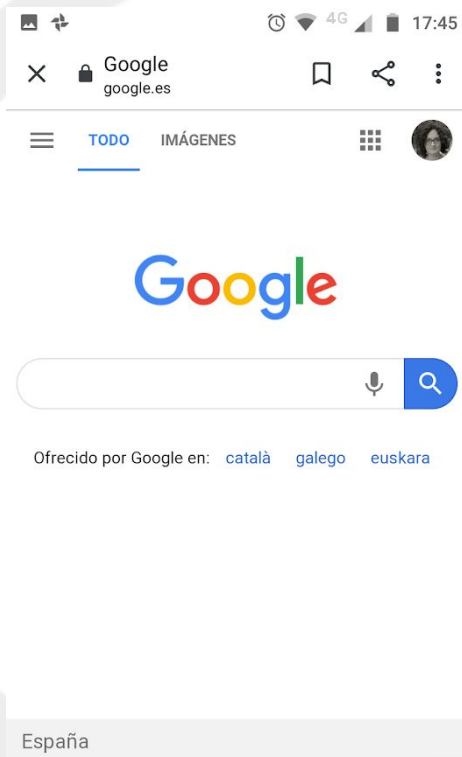 4G 17:45
Google
google.es
TODO IMÁGENES
Google
Ofrecido por Google en: català galego euskara
España